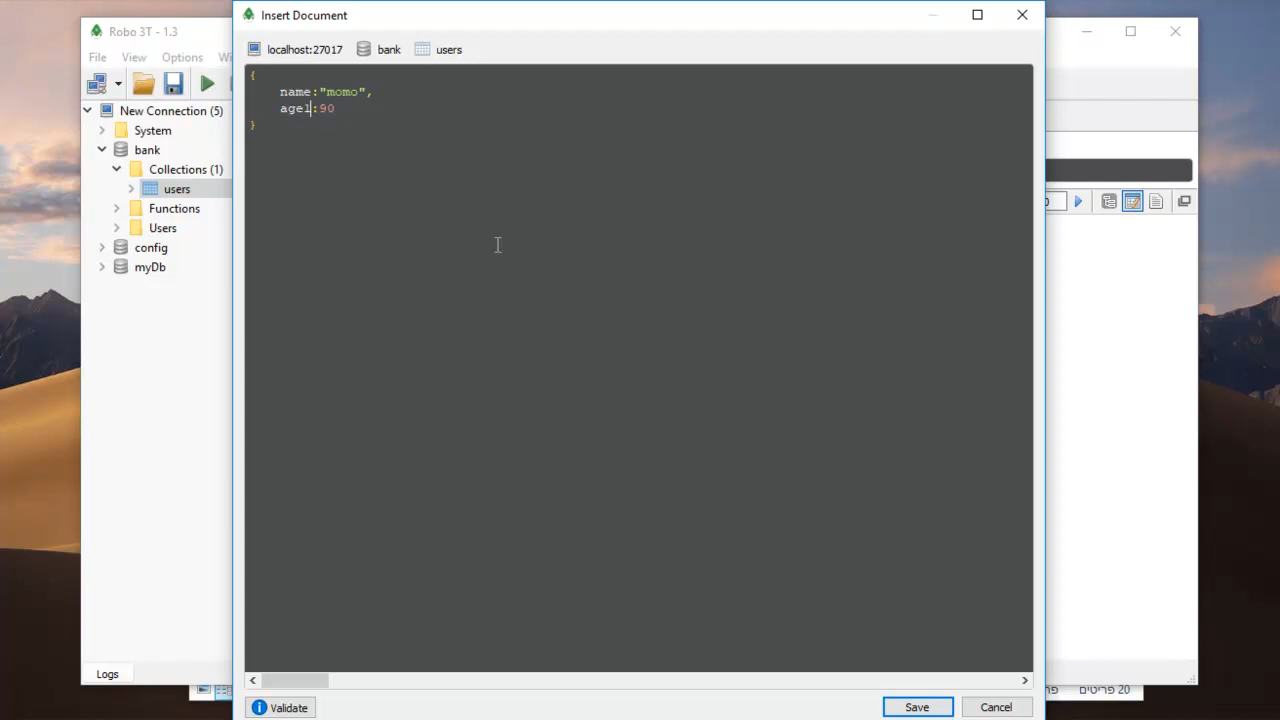 Insert Document
Robo 3T - 1.3
File View Options
localhost:27017 bank users
{
name:"momo",
age1:90
}
New Connection (5)
System
bank
Collections (1)
users
Functions
Users
config
myDb
Logs
Validate
Save
Cancel
20 פריטים